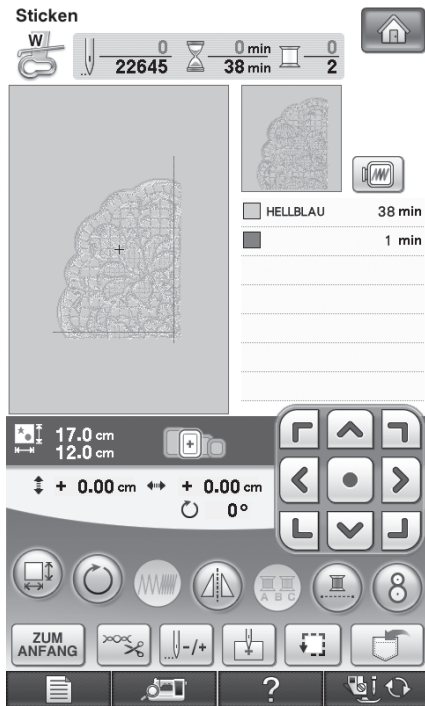 Sticken
W
0 0 min 0
22645 38 min 2
HELLBLAU 38 min
1 min
17.0 cm
12.0 cm
+ 0.00 cm + 0.00 cm
0°
A B C
8
ZUM
ANFANG
-/+
?